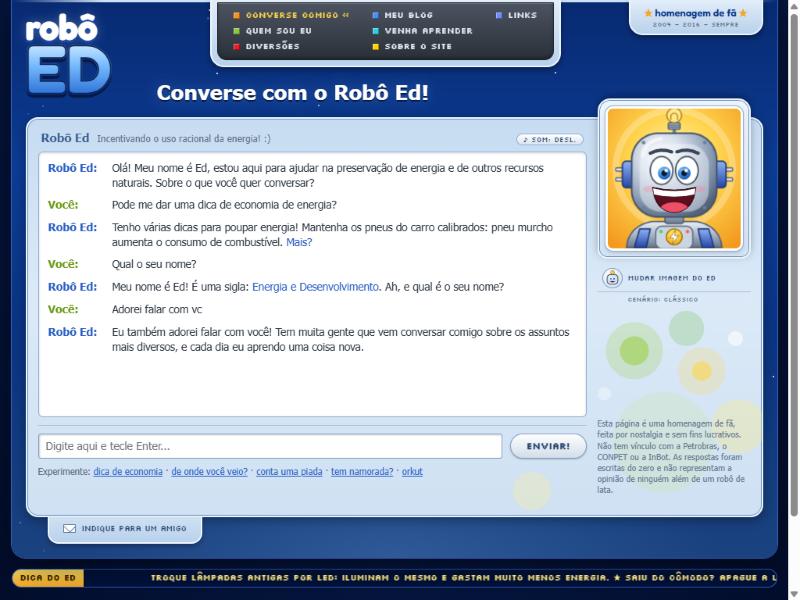 robô
ED
CONVERSE COMIGO «
MEU BLOG
LINKS
QUEM SOU EU
VENHA APRENDER
DIVERSÕES
SOBRE O SITE
★ homenagem de fã ★
2004 – 2016 – SEMPRE
Converse com o Robô Ed!
Robô Ed Incentivando o uso racional da energia! :)
♪ SOM: DESL.
Robô Ed: Olá! Meu nome é Ed, estou aqui para ajudar na preservação de energia e de outros recursos
naturais. Sobre o que você quer conversar?
Você: Pode me dar uma dica de economia de energia?
Robô Ed: Tenho várias dicas para poupar energia! Mantenha os pneus do carro calibrados: pneu murcho
aumenta o consumo de combustível. Mais?
Você: Qual o seu nome?
Robô Ed: Meu nome é Ed! É uma sigla: Energia e Desenvolvimento. Ah, e qual é o seu nome?
Você: Adorei falar com vc
Robô Ed: Eu também adorei falar com você! Tem muita gente que vem conversar comigo sobre os assuntos
mais diversos, e cada dia eu aprendo uma coisa nova.
Digite aqui e tecle Enter...
ENVIAR!
Experimente: dica de economia · de onde você veio? · conta uma piada · tem namorada? · orkut
MUDAR IMAGEM DO ED
CENÁRIO: CLÁSSICO
Esta página é uma homenagem de fã,
feita por nostalgia e sem fins lucrativos.
Não tem vínculo com a Petrobras, o
CONPET ou a InBot. As respostas foram
escritas do zero e não representam a
opinião de ninguém além de um robô de
lata.
INDIQUE PARA UM AMIGO
DICA DO ED
TROQUE LÂMPADAS ANTIGAS POR LED: ILUMINAM O MESMO E GASTAM MUITO MENOS ENERGIA. ★ SAIU DO CÔMODO? APAGUE A L